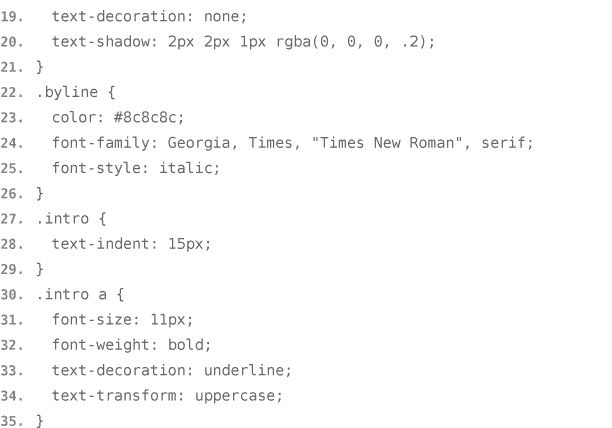 19. text-decoration: none;
20. text-shadow: 2px 2px 1px rgba(0, 0, 0, .2);
21. }
22. .byline {
23. color: #8c8c8c;
24. font-family: Georgia, Times, "Times New Roman", serif;
25. font-style: italic;
26. }
27. .intro {
28. text-indent: 15px;
29. }
30. .intro a {
31. font-size: 11px;
32. font-weight: bold;
33. text-decoration: underline;
34. text-transform: uppercase;
35. }